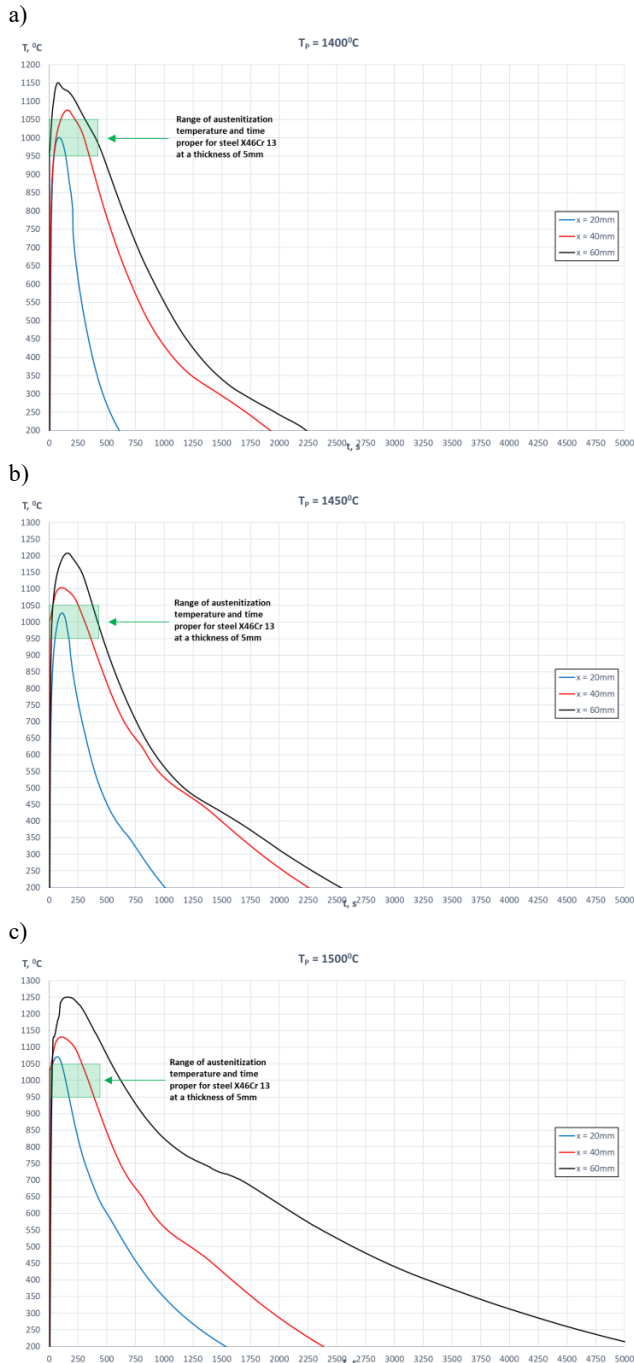 a)
Tₚ = 1400⁰C
T, ⁰C
1200
1150
1100
1050
1000
950
900
850
800
750
700
650
600
550
500
450
400
350
300
250
200
Range of austenitization
temperature and time
proper for steel X46Cr 13
at a thickness of 5mm
x = 20mm
x = 40mm
x = 60mm
0 250 500 750 1000 1250 1500 1750 2000 2250 2500 2750 3000 3250 3500 3750 4000 4250 4500 4750 5000
t, s
b)
Tₚ = 1450⁰C
T, ⁰C
1300
1250
1200
1150
1100
1050
1000
950
900
850
800
750
700
650
600
550
500
450
400
350
300
250
200
Range of austenitization
temperature and time
proper for steel X46Cr 13
at a thickness of 5mm
x = 20mm
x = 40mm
x = 60mm
0 250 500 750 1000 1250 1500 1750 2000 2250 2500 2750 3000 3250 3500 3750 4000 4250 4500 4750 5000
t, s
c)
Tₚ = 1500⁰C
T, ⁰C
1300
1250
1200
1150
1100
1050
1000
950
900
850
800
750
700
650
600
550
500
450
400
350
300
250
200
Range of austenitization
temperature and time
proper for steel X46Cr 13
at a thickness of 5mm
x = 20mm
x = 40mm
x = 60mm
0 250 500 750 1000 1250 1500 1750 2000 2250 2500 2750 3000 3250 3500 3750 4000 4250 4500 4750 5000
t, s